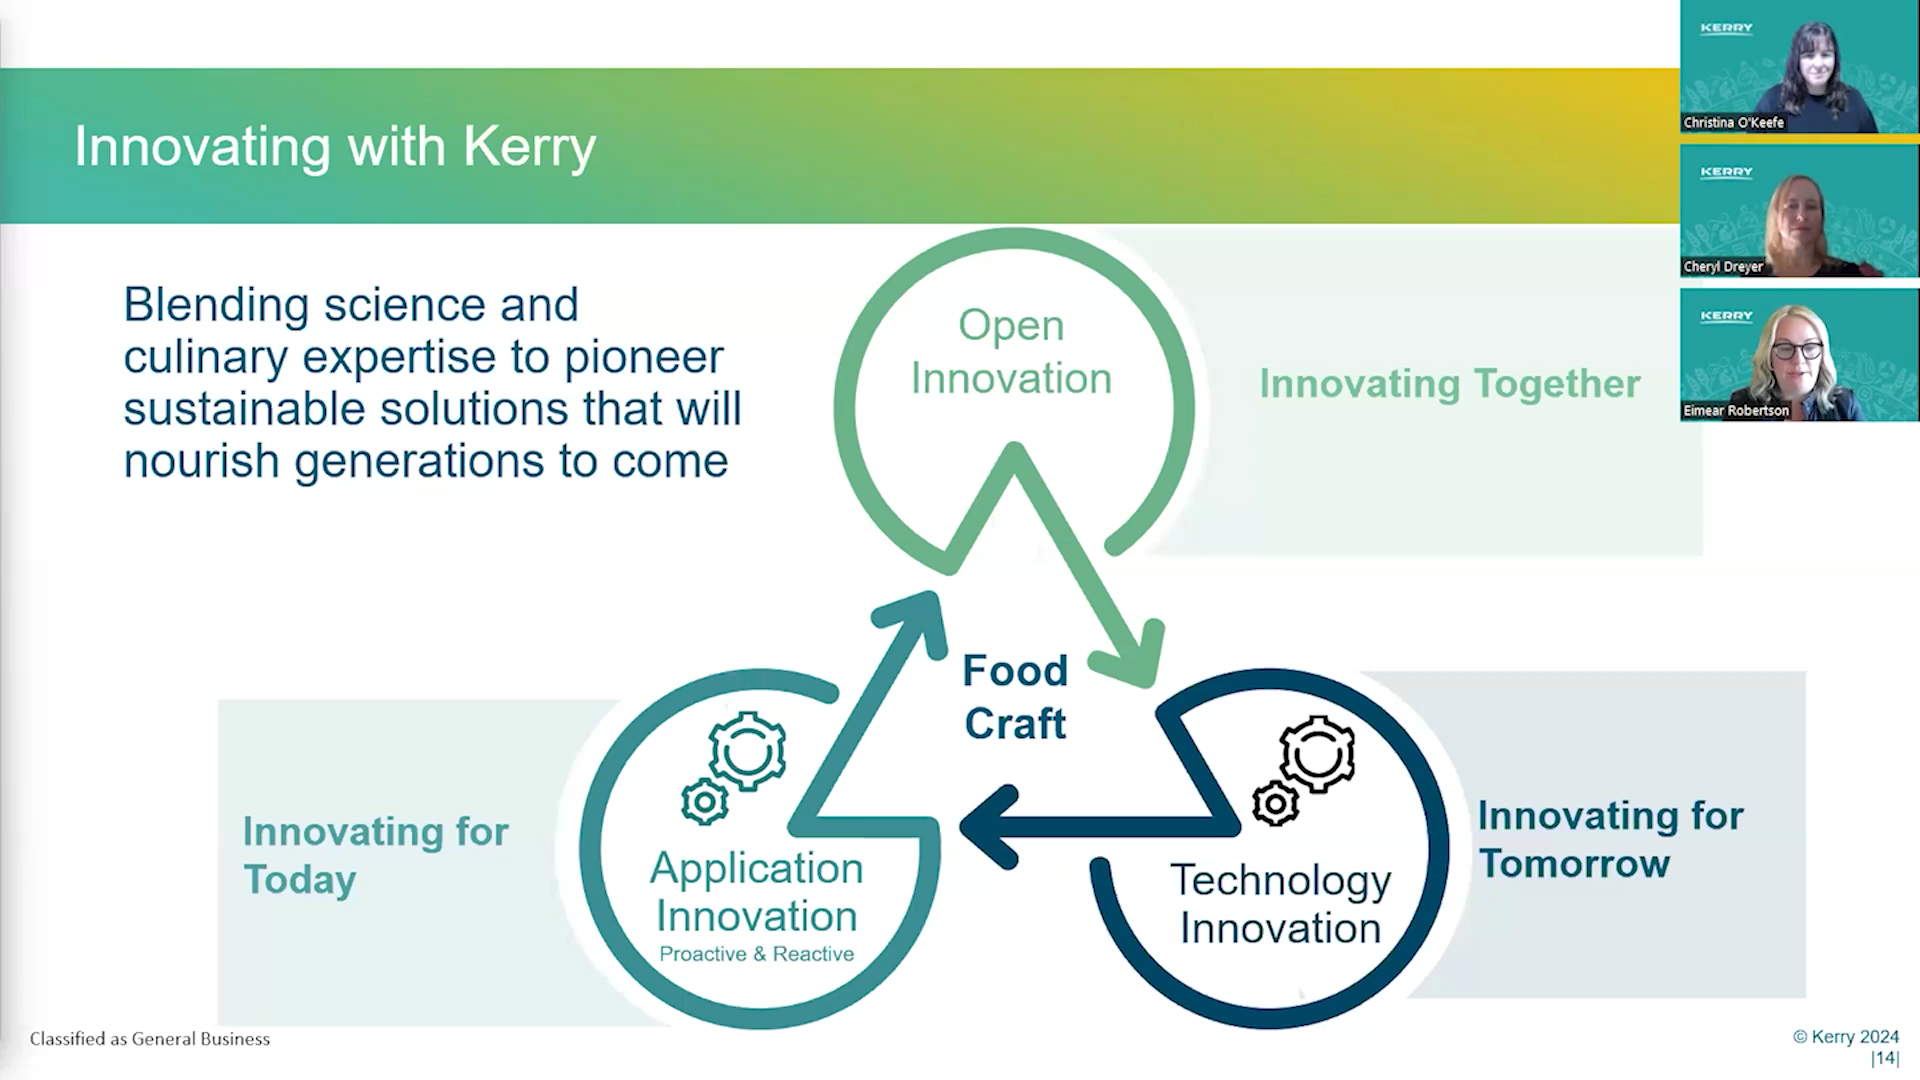 Innovating with Kerry
KERRY
Christina O'Keefe
KERRY
Cheryl Dreyer
KERRY
Eimear Robertson
Blending science and
culinary expertise to pioneer
sustainable solutions that will
nourish generations to come
Open
Innovation
Innovating Together
Food
Craft
Innovating for
Today
Application
Innovation
Proactive & Reactive
Technology
Innovation
Innovating for
Tomorrow
Classified as General Business
© Kerry 2024
|14|